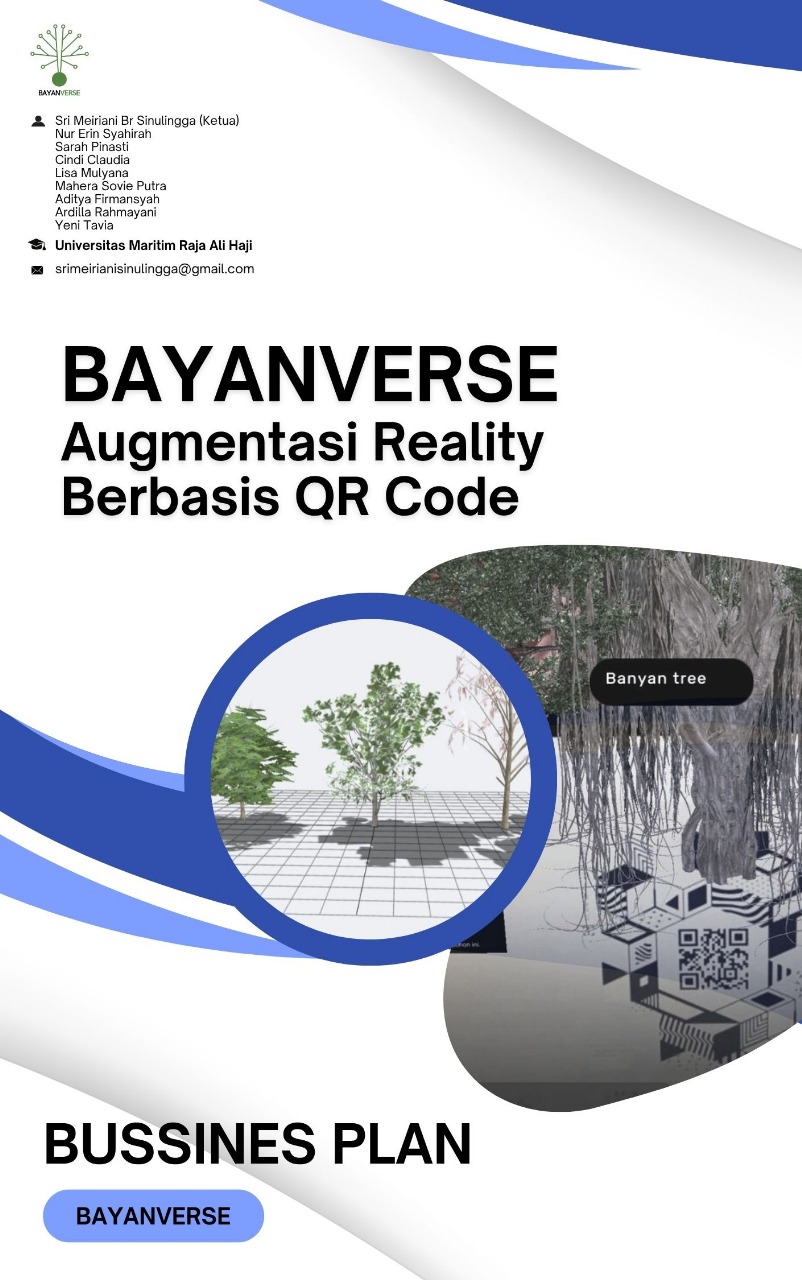 BAYANVERSE
Sri Meiriani Br Sinulingga (Ketua)
Nur Erin Syahirah
Sarah Pinasti
Cindi Claudia
Lisa Mulyana
Mahera Sovie Putra
Aditya Firmansyah
Ardilla Rahmayani
Yeni Tavia
Universitas Maritim Raja Ali Haji
srimeirianisinulingga@gmail.com
BAYANVERSE
Augmentasi Reality
Berbasis QR Code
Banyan tree
ini.
BUSSINES PLAN
BAYANVERSE